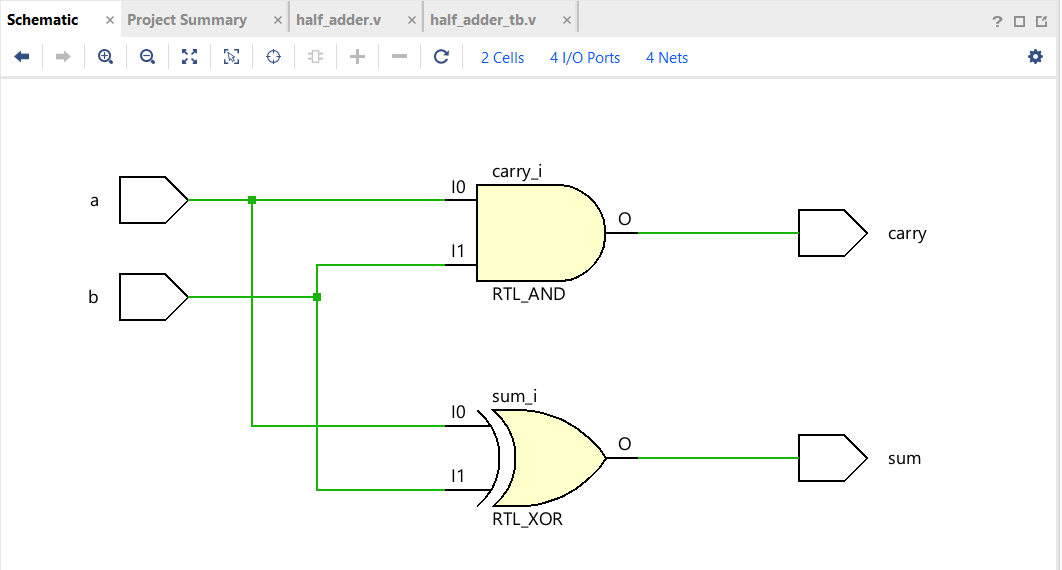 Schematic × Project Summary × half_adder.v × half_adder_tb.v × ?
2 Cells 4 I/O Ports 4 Nets
carry_i
a I0 O
carry
I1
b RTL_AND
sum_i
I0 O
sum
I1
RTL_XOR